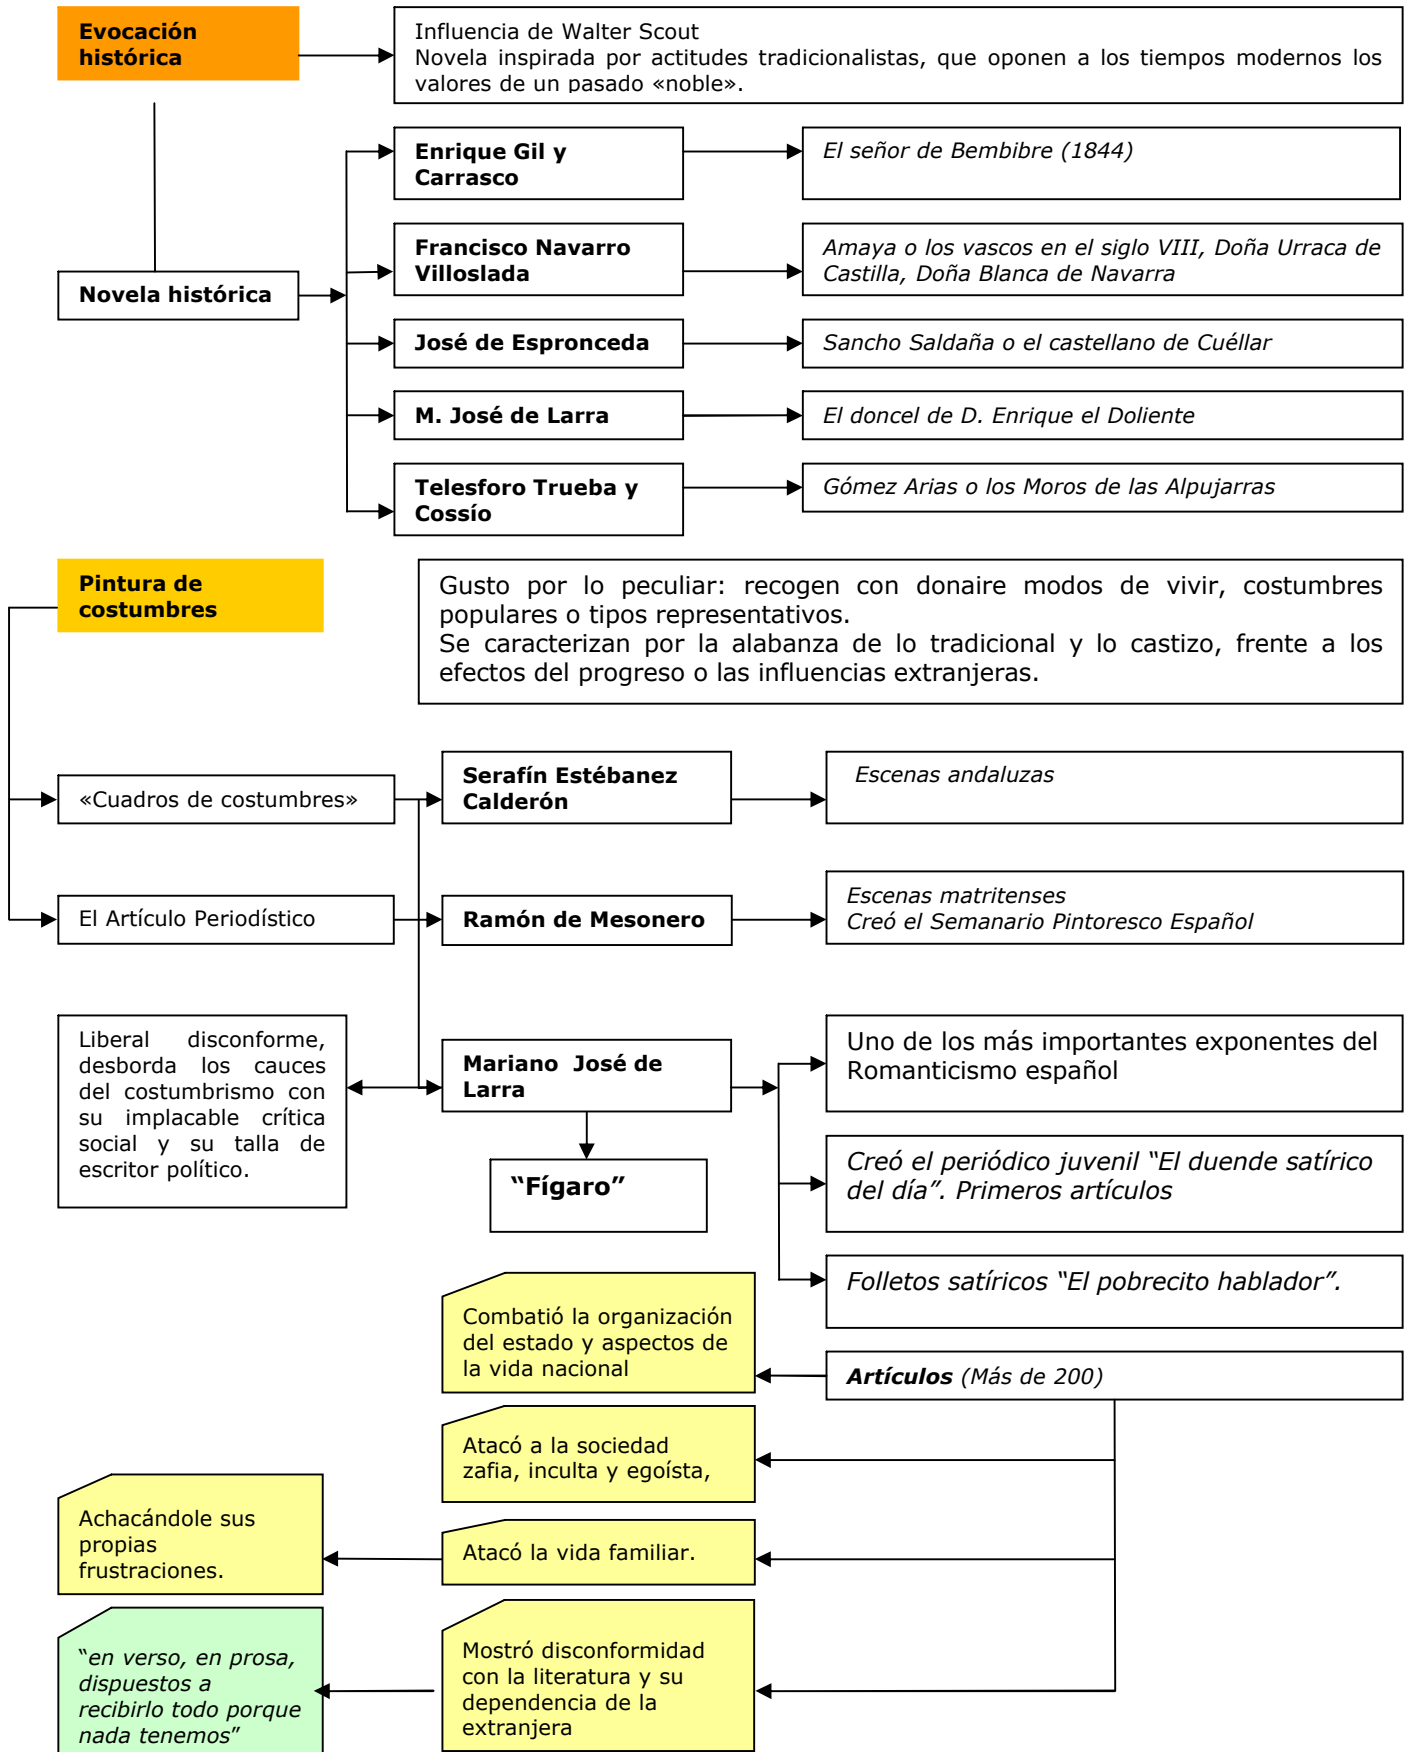 Evocación
histórica
Influencia de Walter Scout
Novela inspirada por actitudes tradicionalistas, que oponen a los tiempos modernos los
valores de un pasado «noble».
Enrique Gil y
Carrasco
El señor de Bembibre (1844)
Francisco Navarro
Villoslada
Amaya o los vascos en el siglo VIII, Doña Urraca de
Castilla, Doña Blanca de Navarra
Novela histórica
José de Espronceda
Sancho Saldaña o el castellano de Cuéllar
M. José de Larra
El doncel de D. Enrique el Doliente
Telesforo Trueba y
Cossío
Gómez Arias o los Moros de las Alpujarras
Pintura de
costumbres
Gusto por lo peculiar: recogen con donaire modos de vivir, costumbres
populares o tipos representativos.
Se caracterizan por la alabanza de lo tradicional y lo castizo, frente a los
efectos del progreso o las influencias extranjeras.
«Cuadros de costumbres»
Serafín Estébanez
Calderón
Escenas andaluzas
El Artículo Periodístico
Ramón de Mesonero
Escenas matritenses
Creó el Semanario Pintoresco Español
Liberal disconforme,
desborda los cauces
del costumbrismo con
su implacable crítica
social y su talla de
escritor político.
Mariano José de
Larra
"Fígaro"
Uno de los más importantes exponentes del
Romanticismo español
Creó el periódico juvenil "El duende satírico
del día". Primeros artículos
Folletos satíricos "El pobrecito hablador".
Artículos (Más de 200)
Combatió la organización
del estado y aspectos de
la vida nacional
Atacó a la sociedad
zafia, inculta y egoísta,
Atacó la vida familiar.
Achacándole sus
propias
frustraciones.
Mostró disconformidad
con la literatura y su
dependencia de la
extranjera
"en verso, en prosa,
dispuestos a
recibirlo todo porque
nada tenemos"